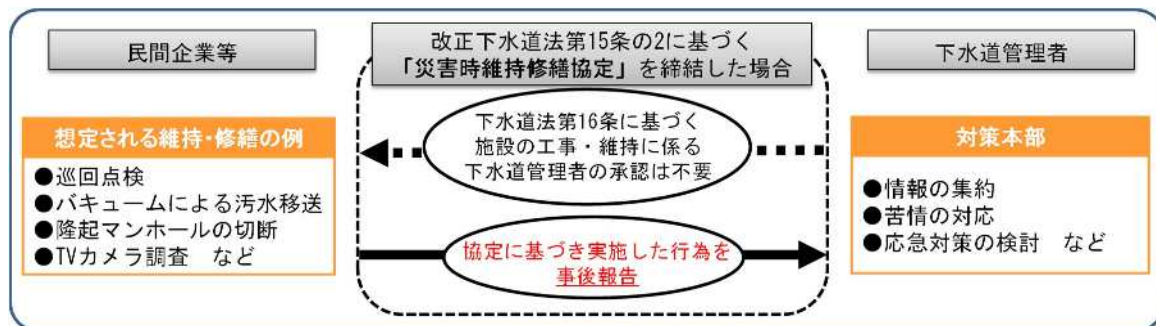 民間企業等
想定される維持・修繕の例
●巡回点検
●バキュームによる汚水移送
●隆起マンホールの切断
●TVカメラ調査　など
改正下水道法第15条の2に基づく
「災害時維持修繕協定」を締結した場合
下水道法第16条に基づく
施設の工事・維持に係る
下水道管理者の承認は不要
協定に基づき実施した行為を
事後報告
下水道管理者
対策本部
●情報の集約
●苦情の対応
●応急対策の検討　など